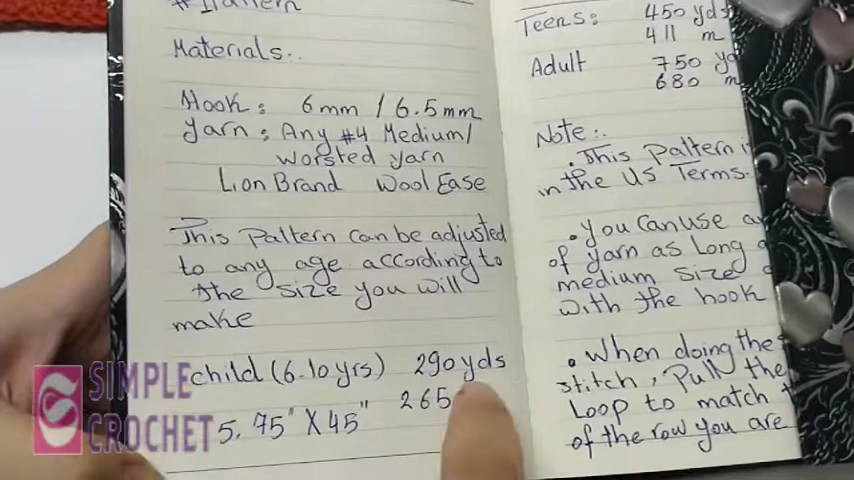 #Pattern
Materials..
Hook : 6mm / 6.5mm
yarn : Any #4 Medium/
worsted yarn
Lion Brand Wool Ease
This Pattern can be adjusted
to any age according to
the size you will
make
child (6-10yrs) 290 yds
5.75" X 45" 265
Teens: 450 yds
411 m
Adult 750
680 m
Note:.
. This Pattern
in the US Terms.
. you can use
of yarn as Long
medium size
with the hook
. When doing the
stitch, Pull the
Loop to match
of the row you are
SIMPLE
CROCHET